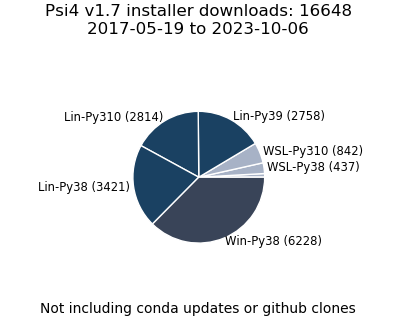 Psi4 v1.7 installer downloads: 16648
2017-05-19 to 2023-10-06
Lin-Py310 (2814)
Lin-Py39 (2758)
WSL-Py310 (842)
WSL-Py38 (437)
Lin-Py38 (3421)
Win-Py38 (6228)
Not including conda updates or github clones